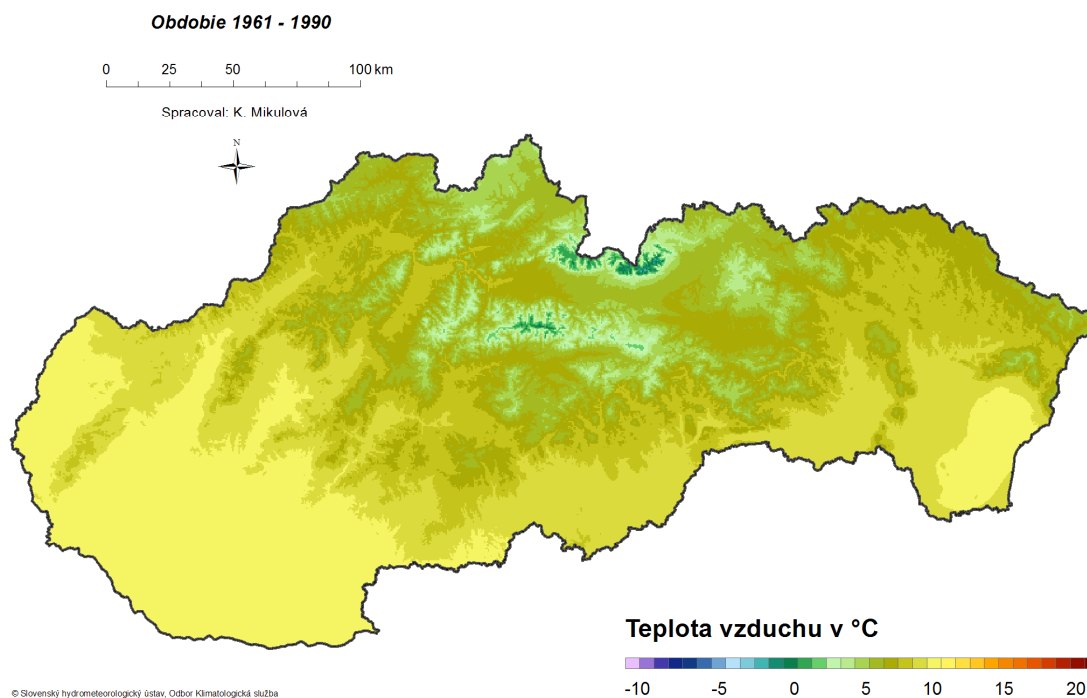 Obdobie 1961 - 1990
0 25 50 100 km
Spracoval: K. Mikulová
N
Teplota vzduchu v °C
-10 -5 0 5 10 15 20
© Slovenský hydrometeorologický ústav, Odbor Klimatologická služba